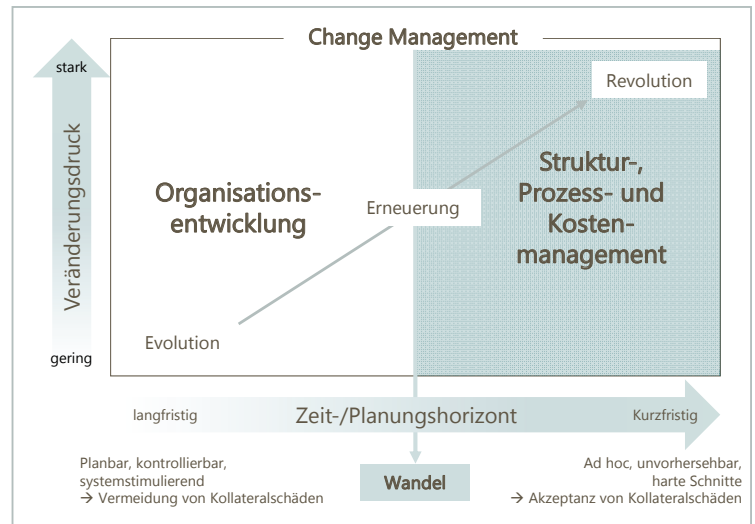 Change Management
stark
Veränderungsdruck
gering
Revolution
Organisations-
entwicklung
Erneuerung
Struktur-,
Prozess- und
Kosten-
management
Evolution
langfristig
Zeit-/Planungshorizont
Kurzfristig
Planbar, kontrollierbar,
systemstimulierend
→ Vermeidung von Kollateralschäden
Wandel
Ad hoc, unvorhersehbar,
harte Schnitte
→ Akzeptanz von Kollateralschäden